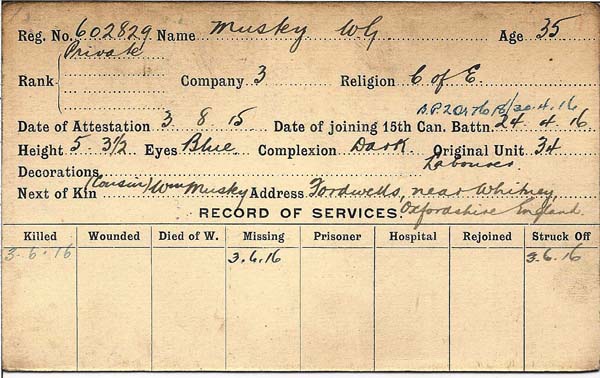 Reg. No. 602829 Name Musky WG Age 35
Private
Rank Company 3 Religion C of E.
20.4.16
Date of Attestation 3 8 15 Date of joining 15th Can. Battn. 24 4 16
Height 5. 3½ Eyes Blue Complexion Dark Original Unit 34
Decorations Labourer
Next of Kin (Cousin) Wm Musky Address Fordwells, near Whitney,
RECORD OF SERVICES. Oxfordshire England
Killed Wounded Died of W. Missing Prisoner Hospital Rejoined Struck Off
3.6.16 3.6.16 3.6.16